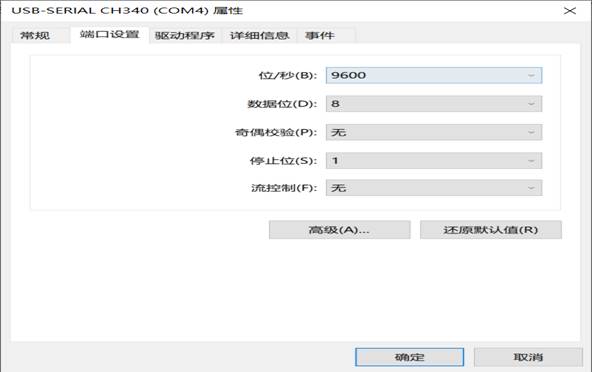 USB-SERIAL CH340 (COM4) 属性
常规 端口设置 驱动程序 详细信息 事件
位/秒(B): 9600
数据位(D): 8
奇偶校验(P): 无
停止位(S): 1
流控制(F): 无
高级(A)... 还原默认值(R)
确定 取消